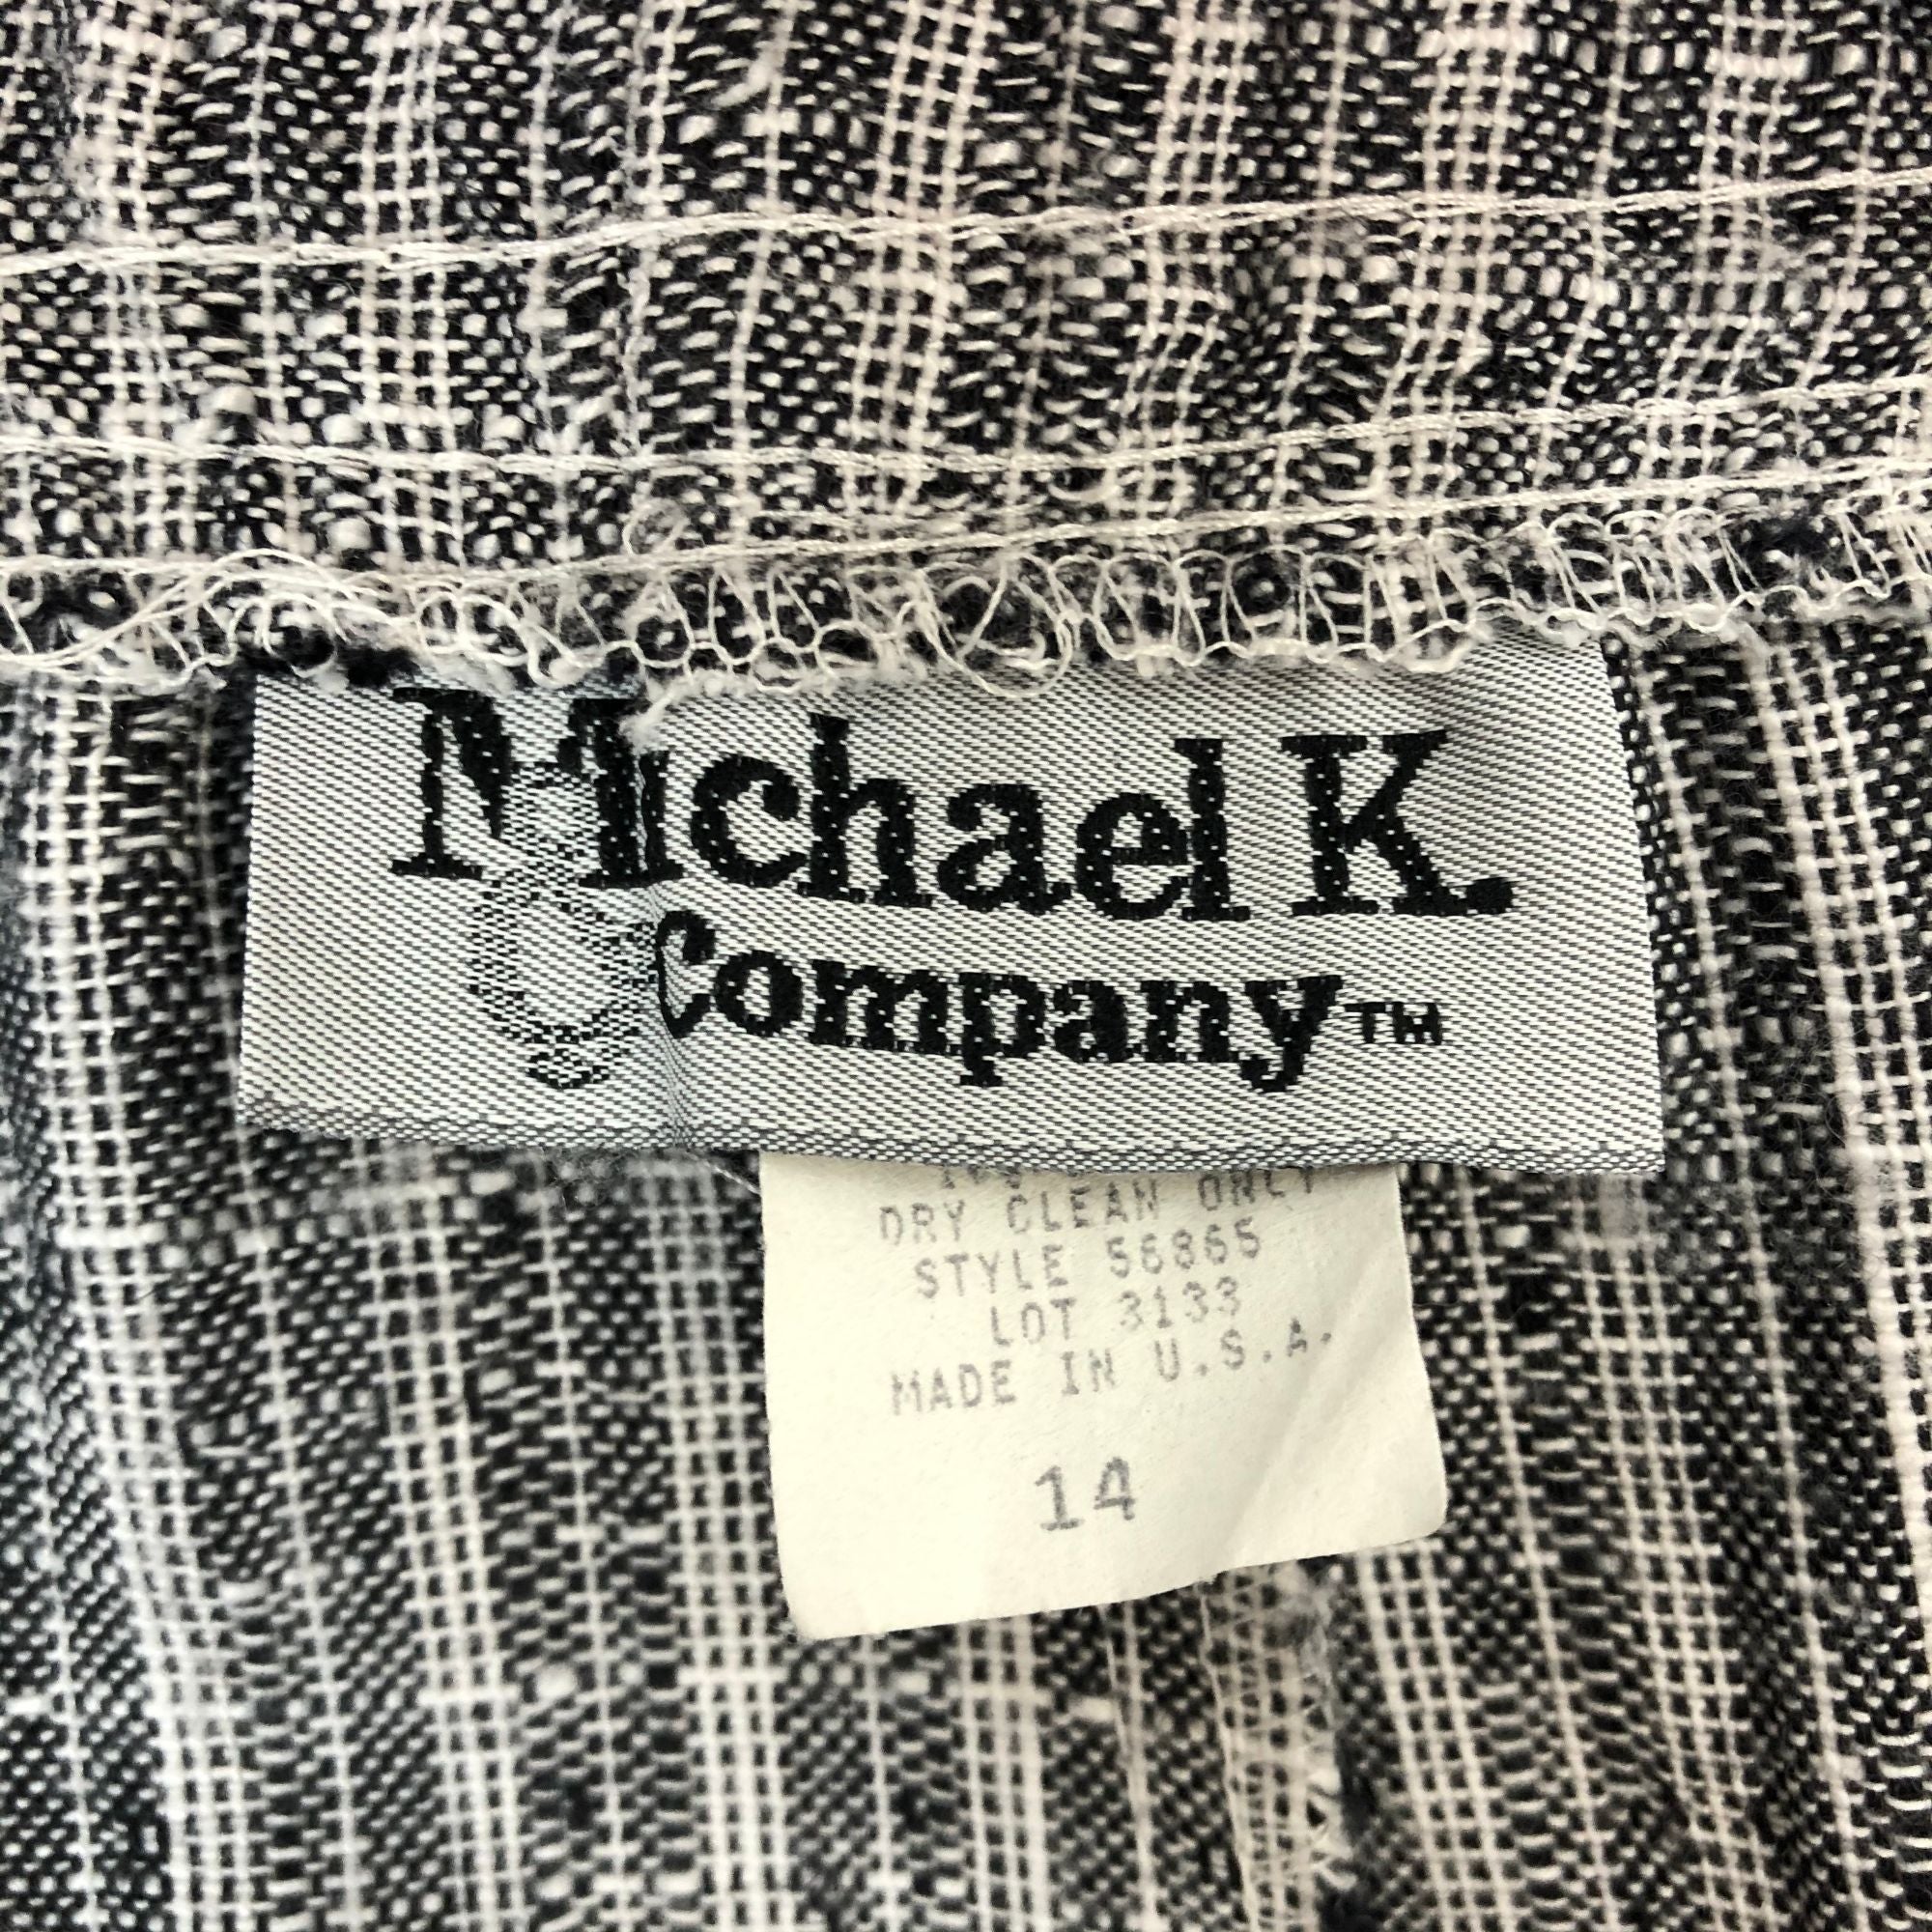 Michael K
& Company™
DRY CLEAN ONLY
STYLE 56865
LOT 3133
MADE IN U.S.A.
14